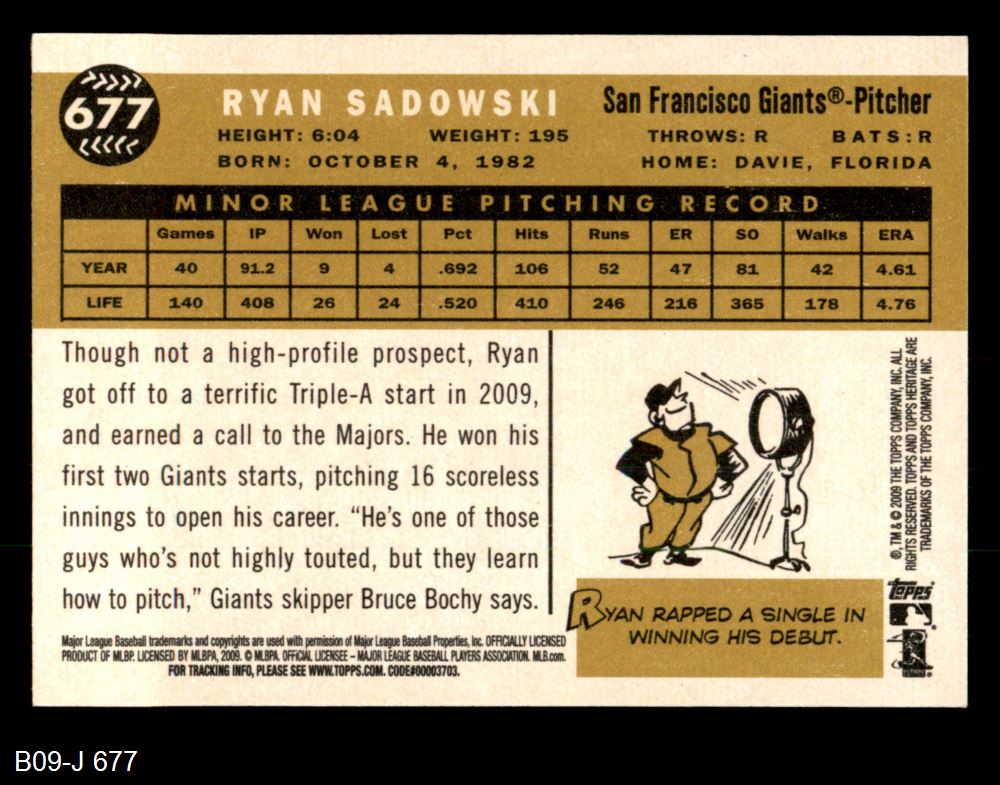 677
RYAN SADOWSKI
San Francisco Giants®-Pitcher
HEIGHT: 6:04 WEIGHT: 195 THROWS: R BATS: R
BORN: OCTOBER 4, 1982 HOME: DAVIE, FLORIDA
MINOR LEAGUE PITCHING RECORD
Games IP Won Lost Pct Hits Runs ER SO Walks ERA
YEAR 40 91.2 9 4 .692 106 52 47 81 42 4.61
LIFE 140 408 26 24 .520 410 246 216 365 178 4.76
Though not a high-profile prospect, Ryan
got off to a terrific Triple-A start in 2009,
and earned a call to the Majors. He won his
first two Giants starts, pitching 16 scoreless
innings to open his career. “He’s one of those
guys who’s not highly touted, but they learn
how to pitch,” Giants skipper Bruce Bochy says.
RYAN RAPPED A SINGLE IN
WINNING HIS DEBUT.
®, TM & © 2009 THE TOPPS COMPANY, INC. ALL
RIGHTS RESERVED. TOPPS AND TOPPS HERITAGE ARE
TRADEMARKS OF THE TOPPS COMPANY, INC.
topps
Major League Baseball trademarks and copyrights are used with permission of Major League Baseball Properties, Inc. OFFICIALLY LICENSED
PRODUCT OF MLBP. LICENSED BY MLBPA, 2009. © MLBPA. OFFICIAL LICENSEE – MAJOR LEAGUE BASEBALL PLAYERS ASSOCIATION. MLB.com.
FOR TRACKING INFO, PLEASE SEE WWW.TOPPS.COM. CODE#00003703.
B09-J 677